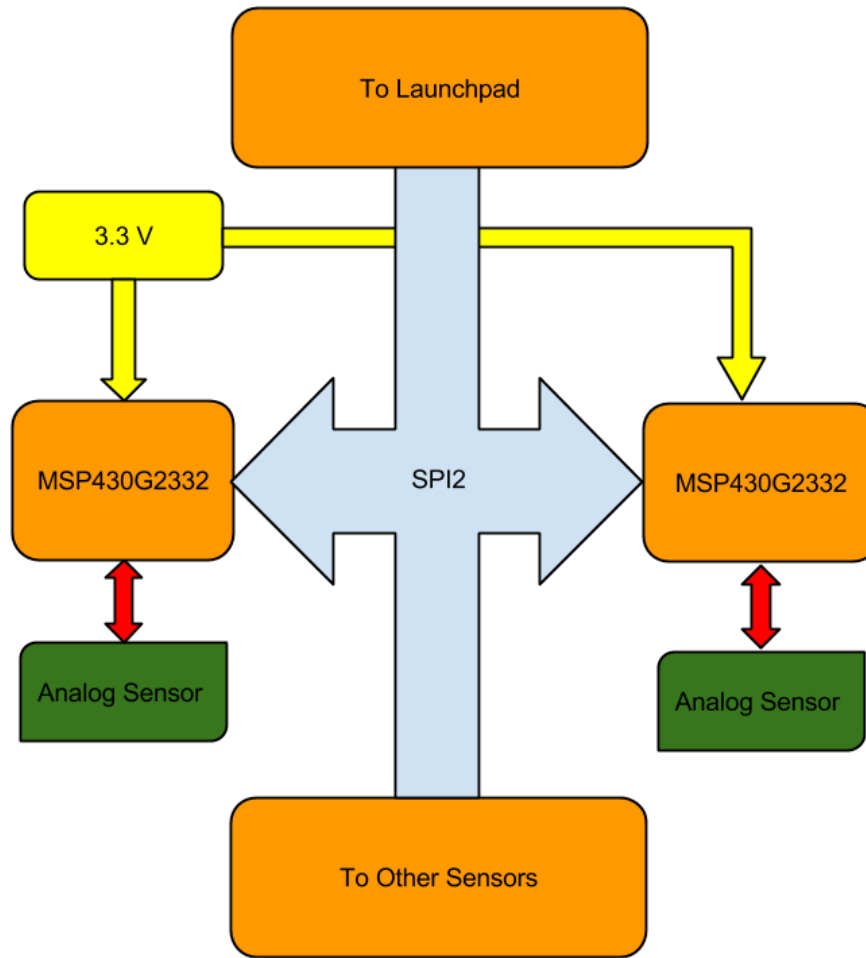 To Launchpad
3.3 V
MSP430G2332
SPI2
MSP430G2332
Analog Sensor
Analog Sensor
To Other Sensors